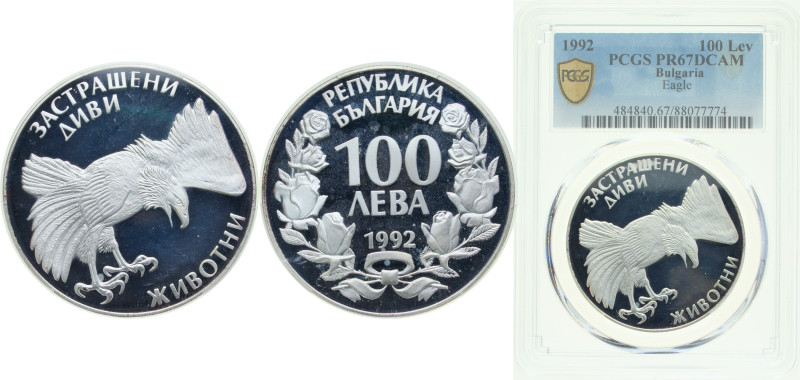 ЗАСТРАШЕНИ
ДИВИ
ЖИВОТНИ
РЕПУБЛИКА
БЪЛГАРИЯ
100
ЛЕВА
1992
1992 100 Lev
PCGS PR67DCAM
Bulgaria
Eagle
484840.67/88077774
PCGS
ЗАСТРАШЕНИ
ДИВИ
ЖИВОТНИ